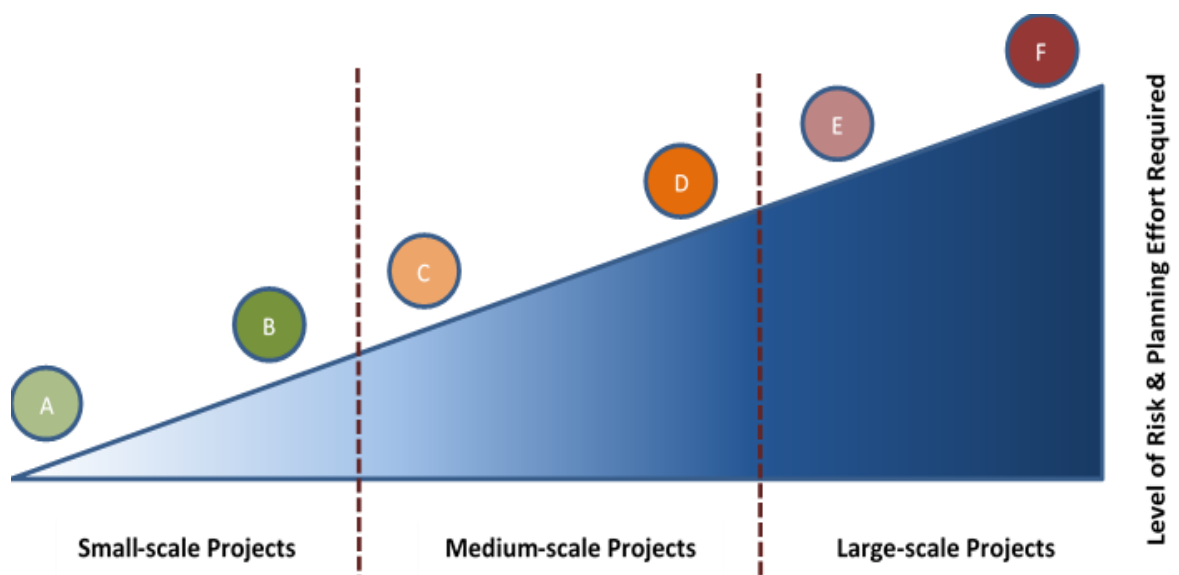 F
E
D
C
B
A
Level of Risk & Planning Effort Required
Small-scale Projects
Medium-scale Projects
Large-scale Projects